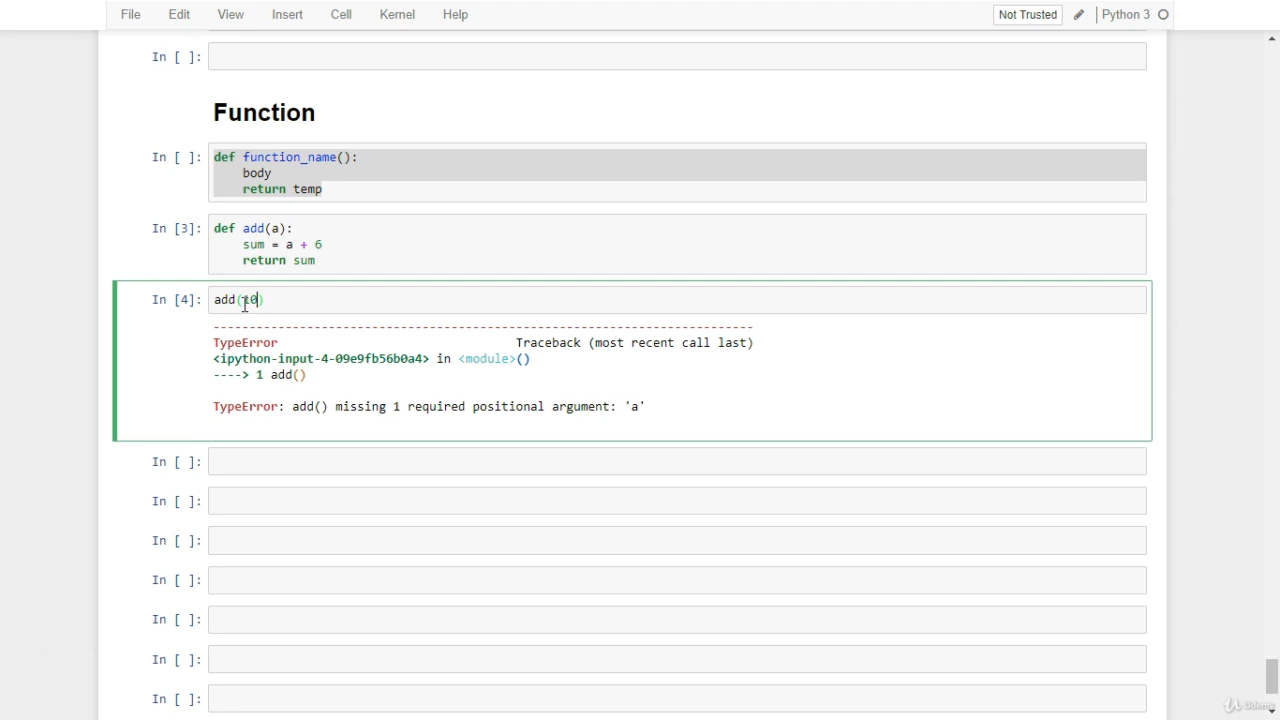 File Edit View Insert Cell Kernel Help Not Trusted Python 3
In [ ]:
Function
In [ ]: def function_name():
body
return temp
In [3]: def add(a):
sum = a + 6
return sum
In [4]: add(10)
---------------------------------------------------------------------------
TypeError Traceback (most recent call last)
<ipython-input-4-09e9fb56b0a4> in <module>()
----> 1 add()
TypeError: add() missing 1 required positional argument: 'a'
In [ ]:
In [ ]:
In [ ]:
In [ ]:
In [ ]:
In [ ]:
In [ ]:
Udemy